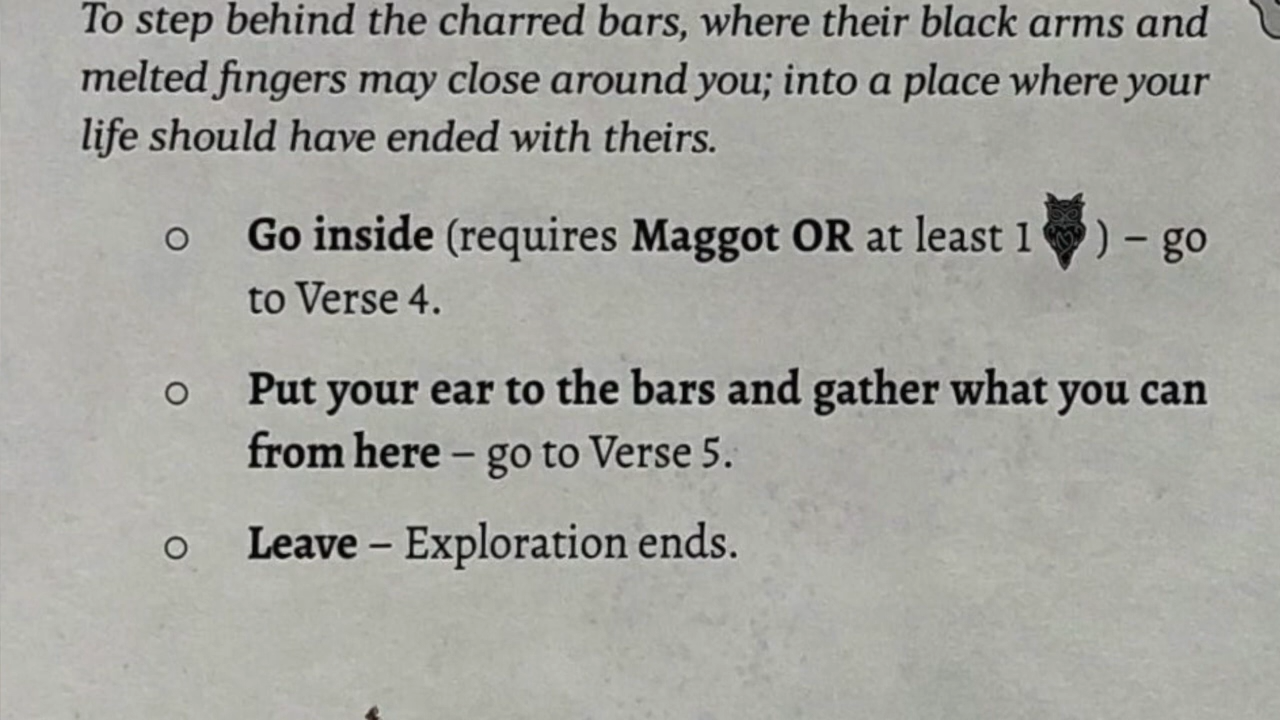 To step behind the charred bars, where their black arms and
melted fingers may close around you; into a place where your
life should have ended with theirs.
○ Go inside (requires Maggot OR at least 1 ) – go
to Verse 4.
○ Put your ear to the bars and gather what you can
from here – go to Verse 5.
○ Leave – Exploration ends.